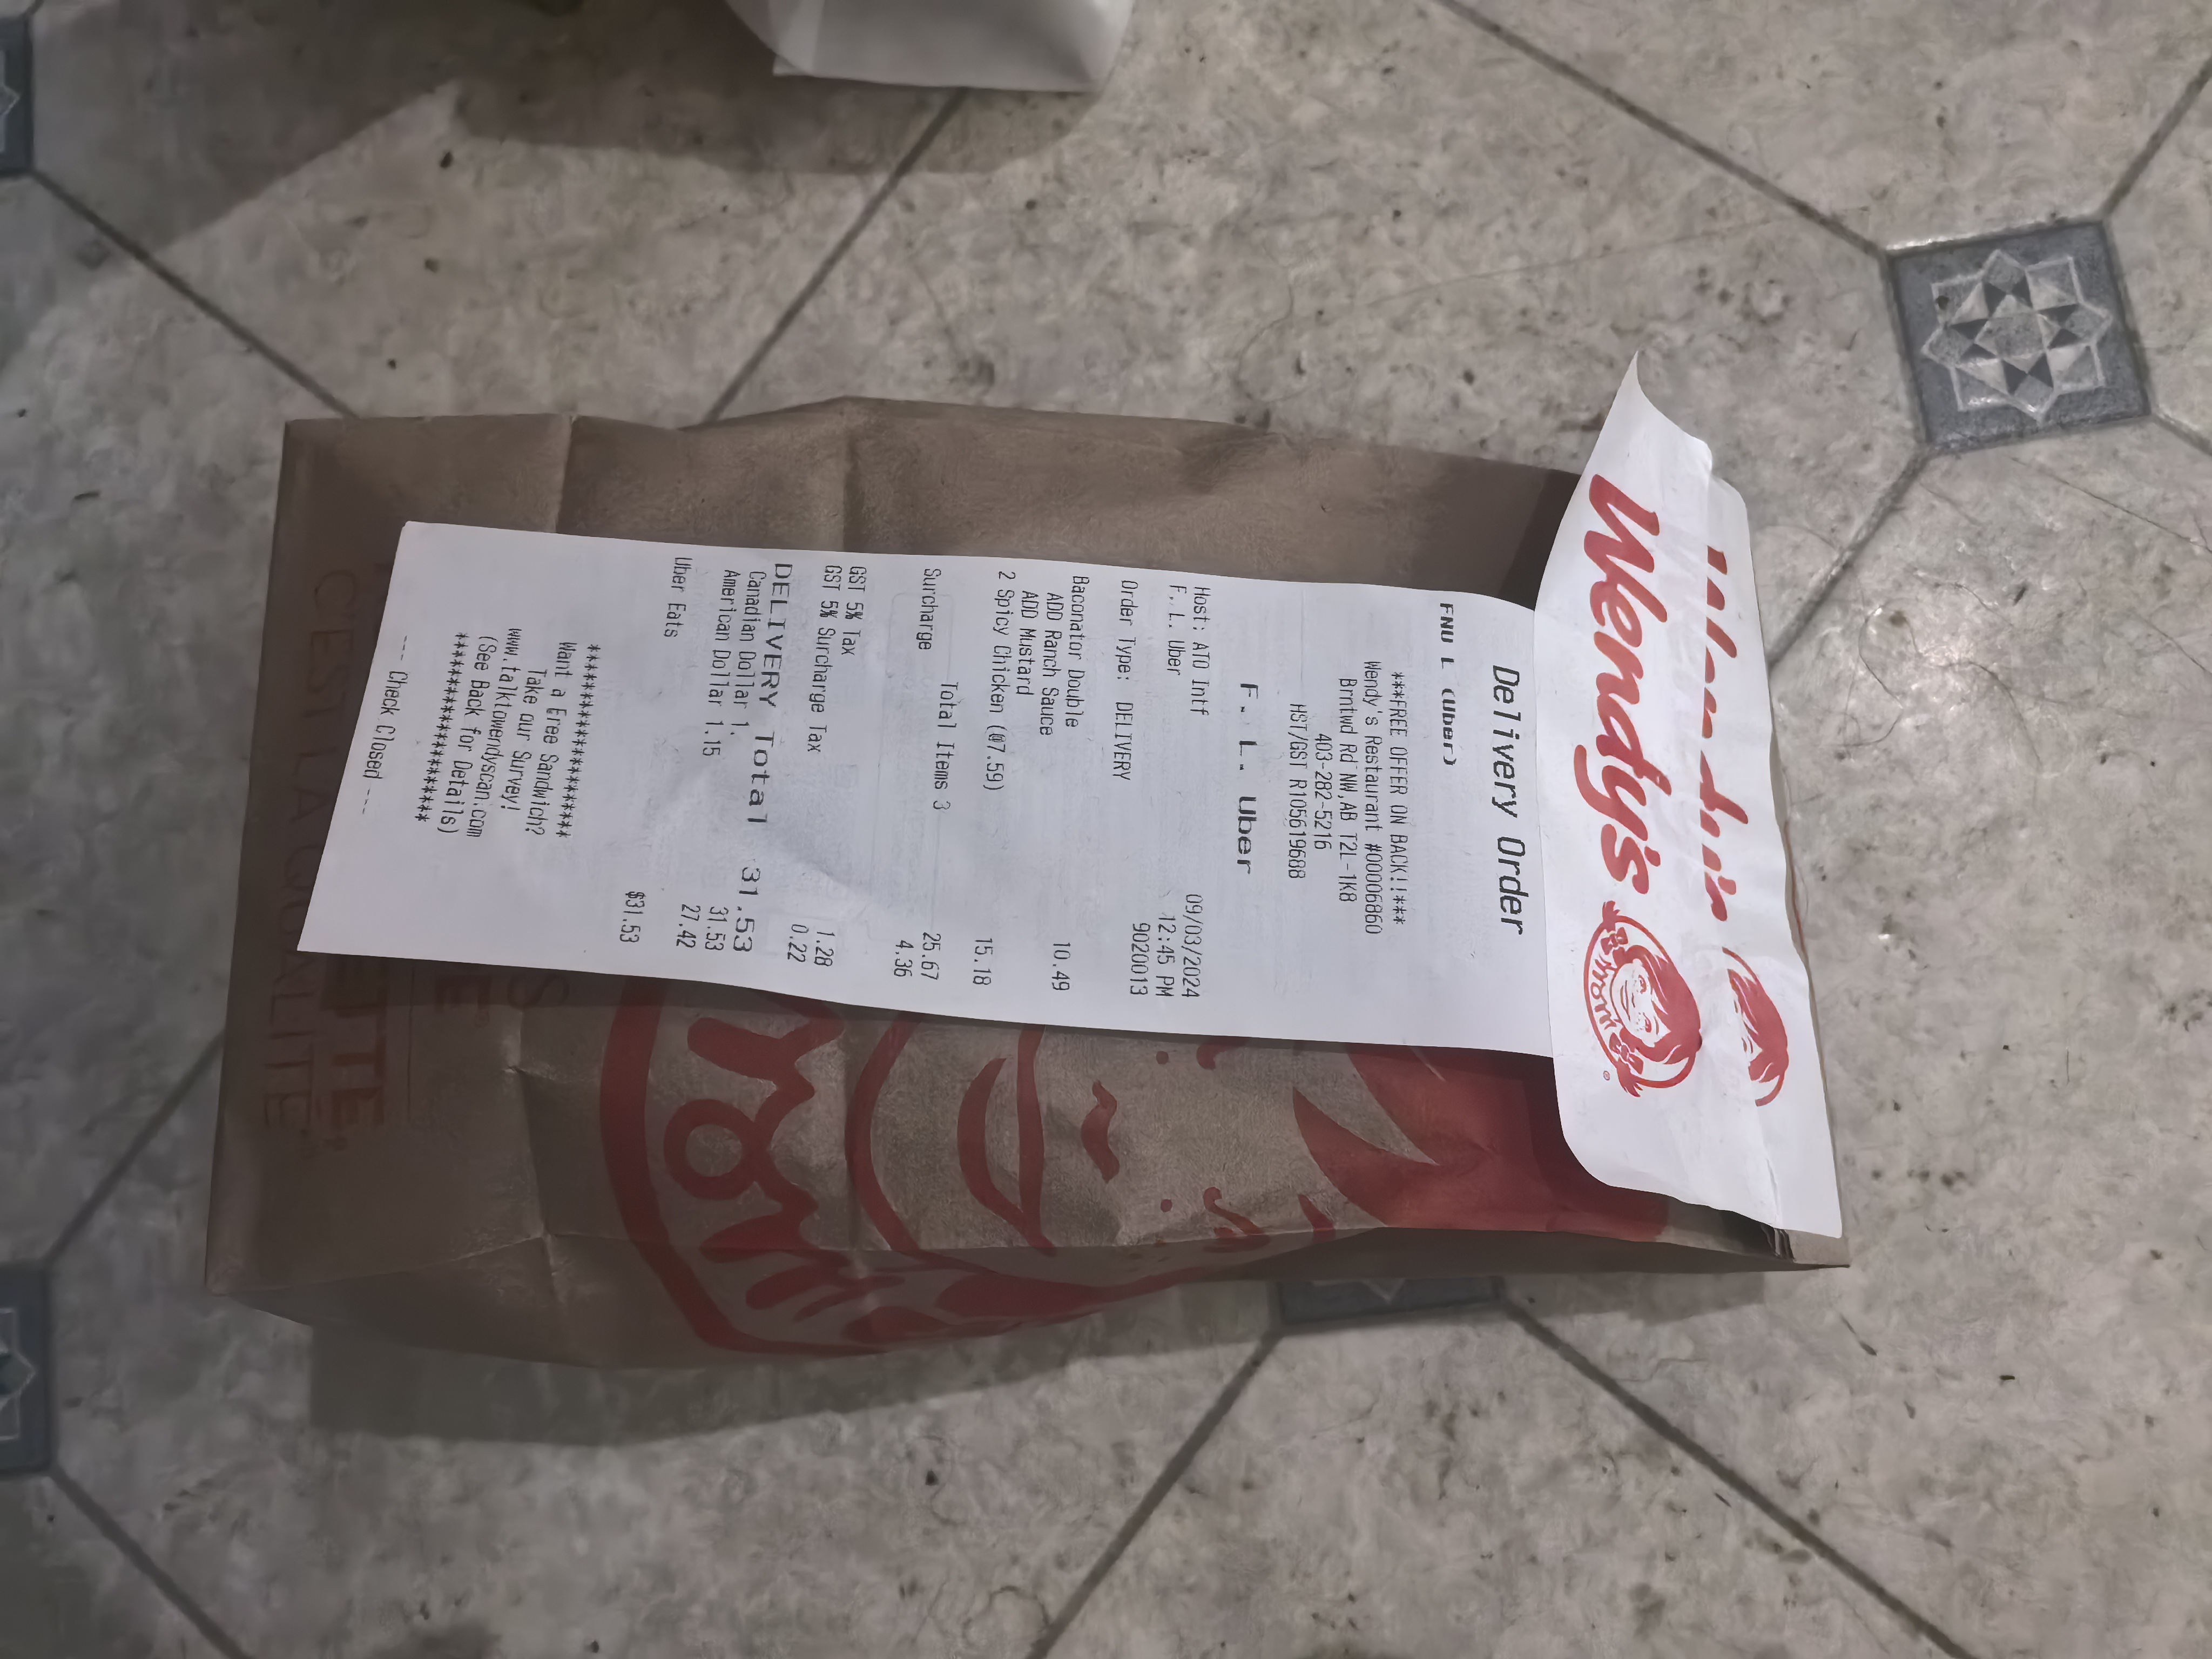 Wendy's
Delivery Order
FNU L (Uber)
***FREE OFFER ON BACK!!***
Wendy's Restaurant #00006860
Brntwd Rd NW,AB T2L-1K8
403-282-5216
HST/GST R105619688
F. L. Uber
Host: ATO Intf 09/03/2024
F. L. Uber 12:45 PM
9020013
Order Type: DELIVERY
Baconator Double 10.49
ADD Ranch Sauce
ADD Mustard
2 Spicy Chicken (@7.59) 15.18
Total Items 3
Surcharge 25.67
4.36
GST 5% Tax 1.28
GST 5% Surcharge Tax 0.22
DELIVERY Total 31.53
Canadian Dollar 1. 31.53
American Dollar 1.15 27.42
Uber Eats $31.53
**********************
Want a Free Sandwich?
Take our Survey!
www.talktowendyscan.com
(See Back for Details)
**********************
--- Check Closed ---
C'EST LA QUALITÉ